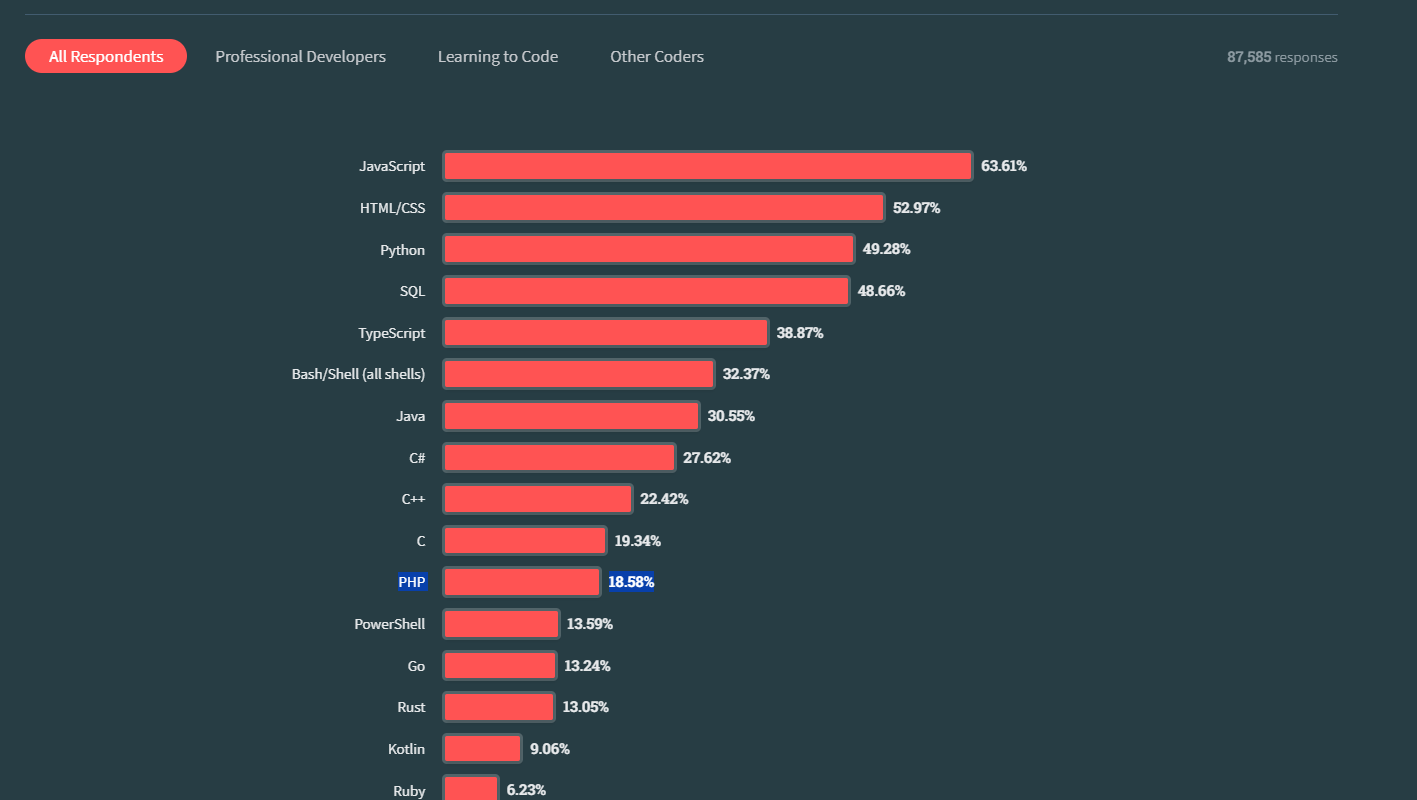 All Respondents Professional Developers Learning to Code Other Coders 87,585 responses
JavaScript 63.61%
HTML/CSS 52.97%
Python 49.28%
SQL 48.66%
TypeScript 38.87%
Bash/Shell (all shells) 32.37%
Java 30.55%
C# 27.62%
C++ 22.42%
C 19.34%
PHP 18.58%
PowerShell 13.59%
Go 13.24%
Rust 13.05%
Kotlin 9.06%
Ruby 6.23%